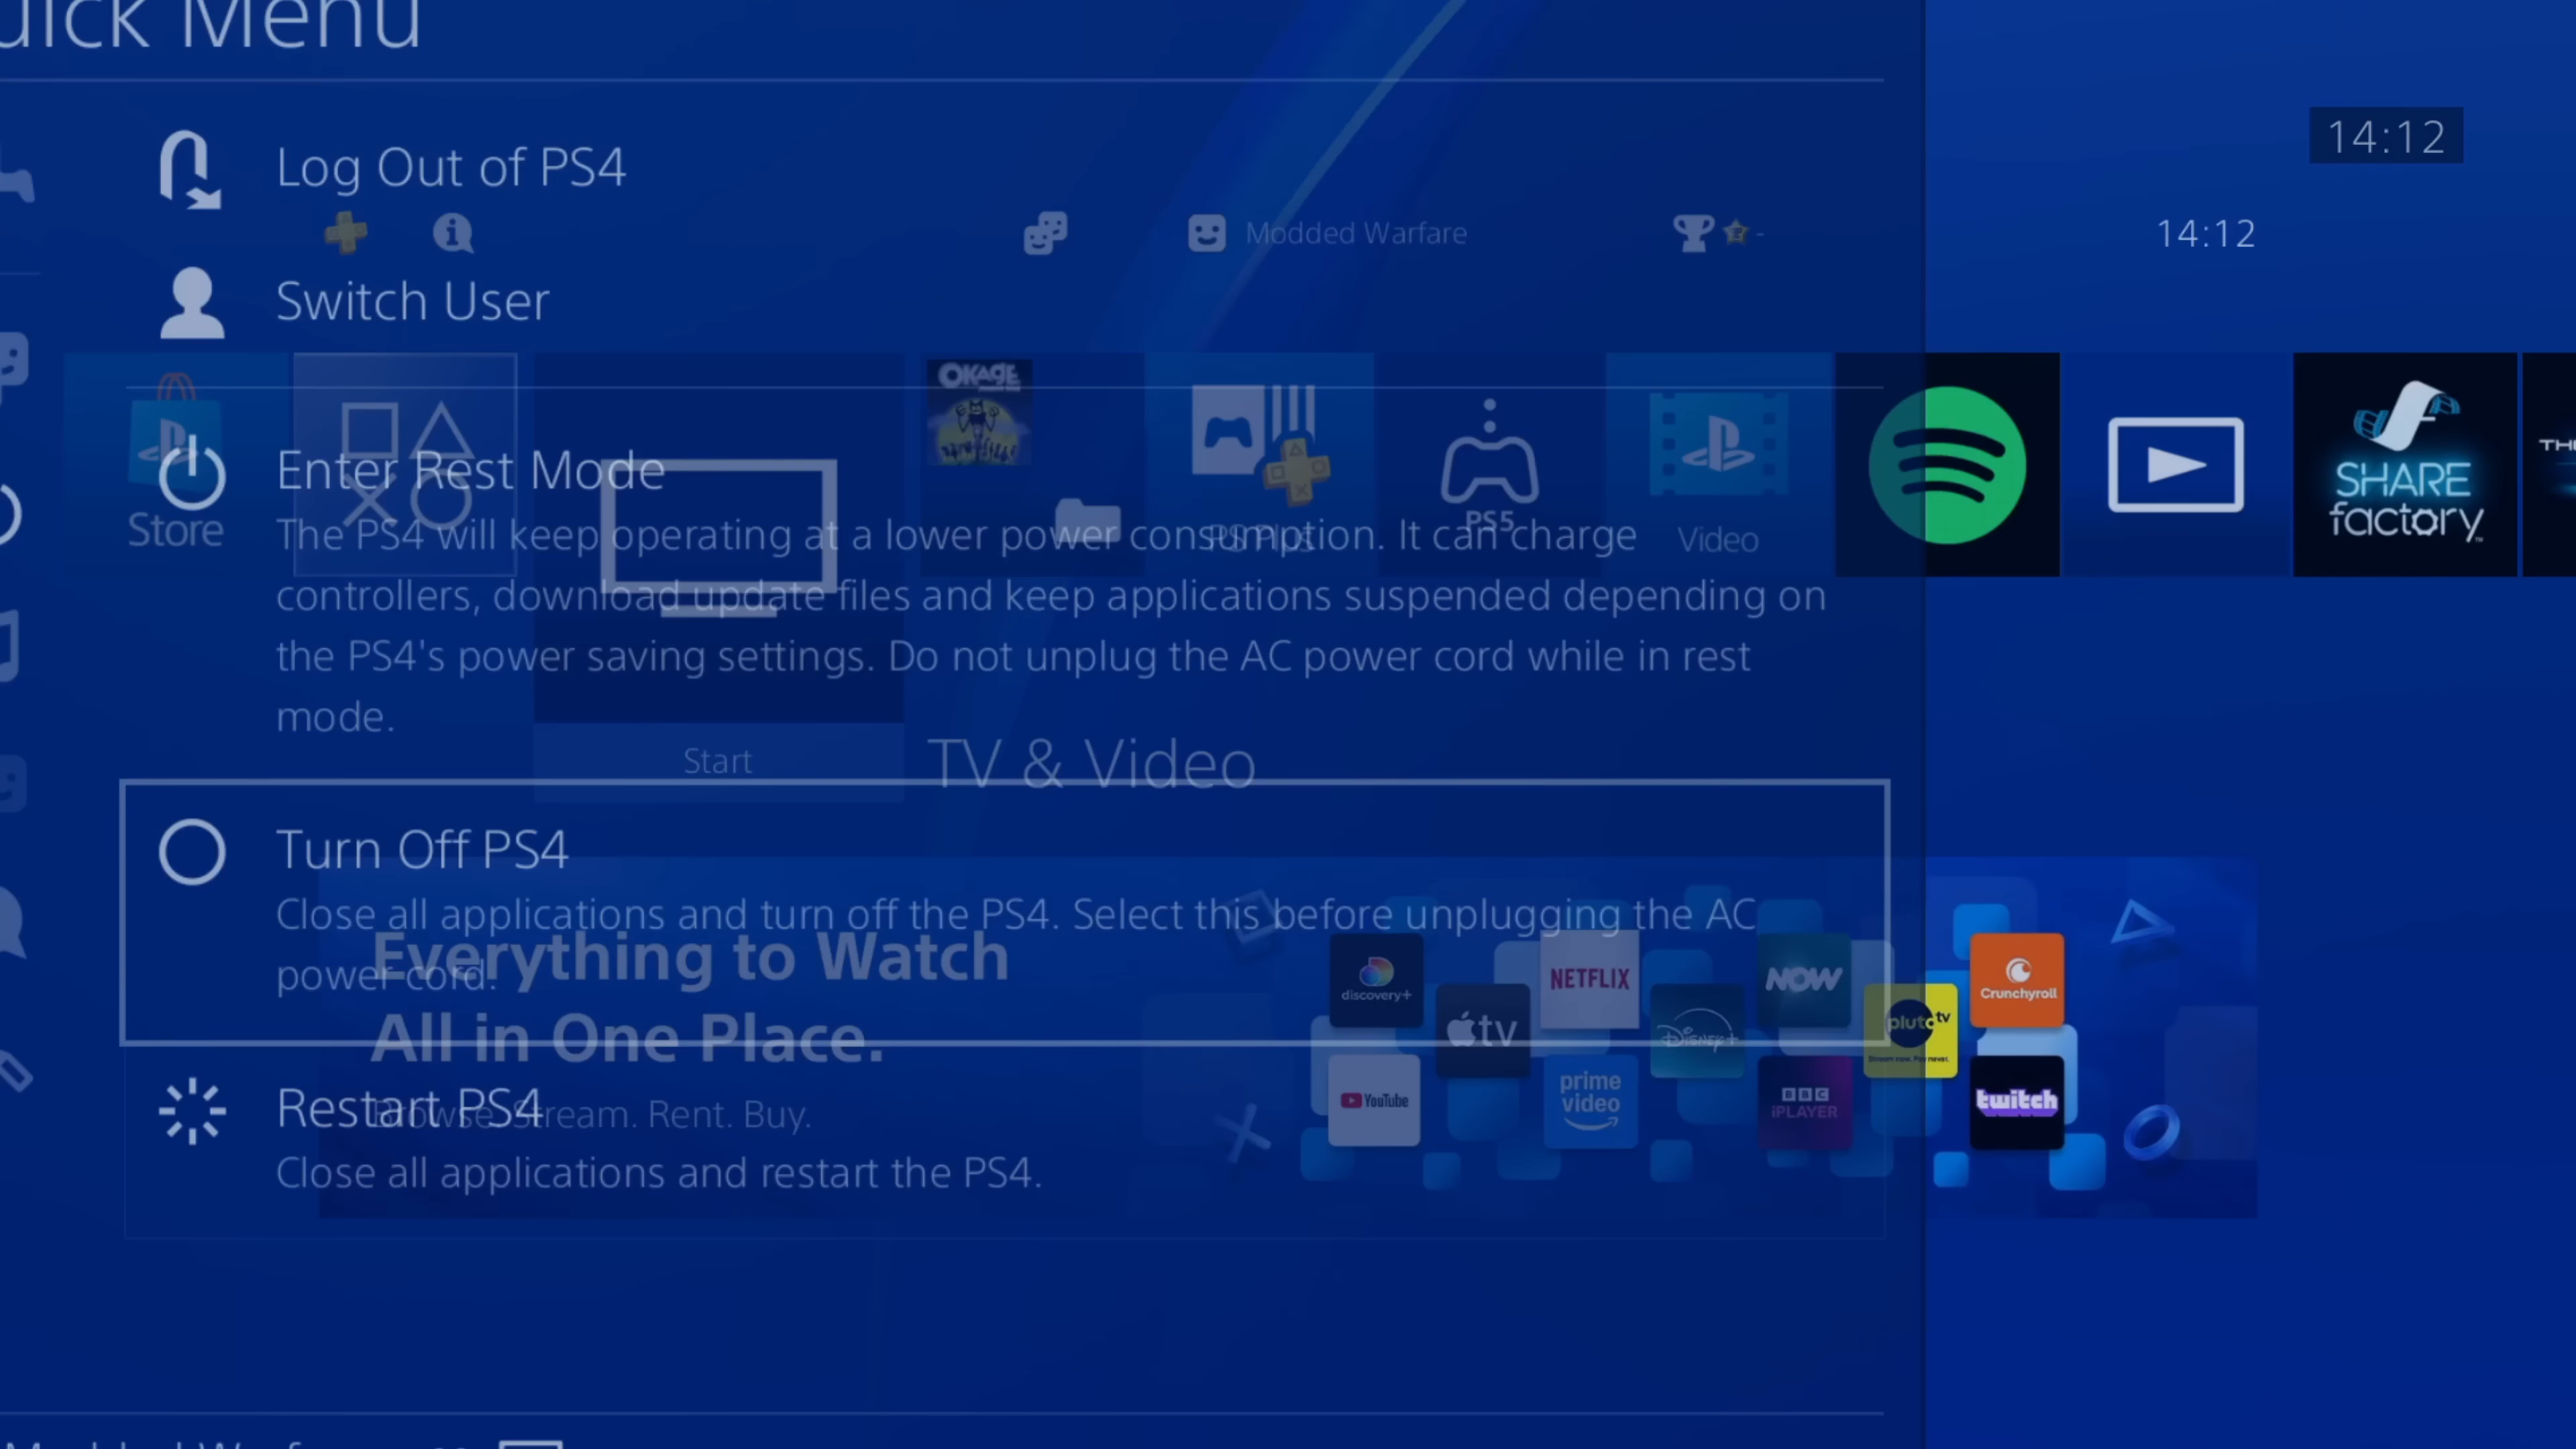 uick Menu
14:12
Log Out of PS4
Modded Warfare
-
14:12
Switch User
OKAGE
Enter Rest Mode
Store
PS5
Video
SHARE
factory
The PS4 will keep operating at a lower power consumption. It can charge
controllers, download update files and keep applications suspended depending on
the PS4's power saving settings. Do not unplug the AC power cord while in rest
mode.
Start
TV & Video
Turn Off PS4
Close all applications and turn off the PS4. Select this before unplugging the AC
power cord.
Everything to Watch
All in One Place.
discovery+
NETFLIX
NOW
Crunchyroll
tv
Disney+
pluto tv
YouTube
prime
video
BBC
iPLAYER
twitch
Restart PS4
Browse. Stream. Rent. Buy.
Close all applications and restart the PS4.